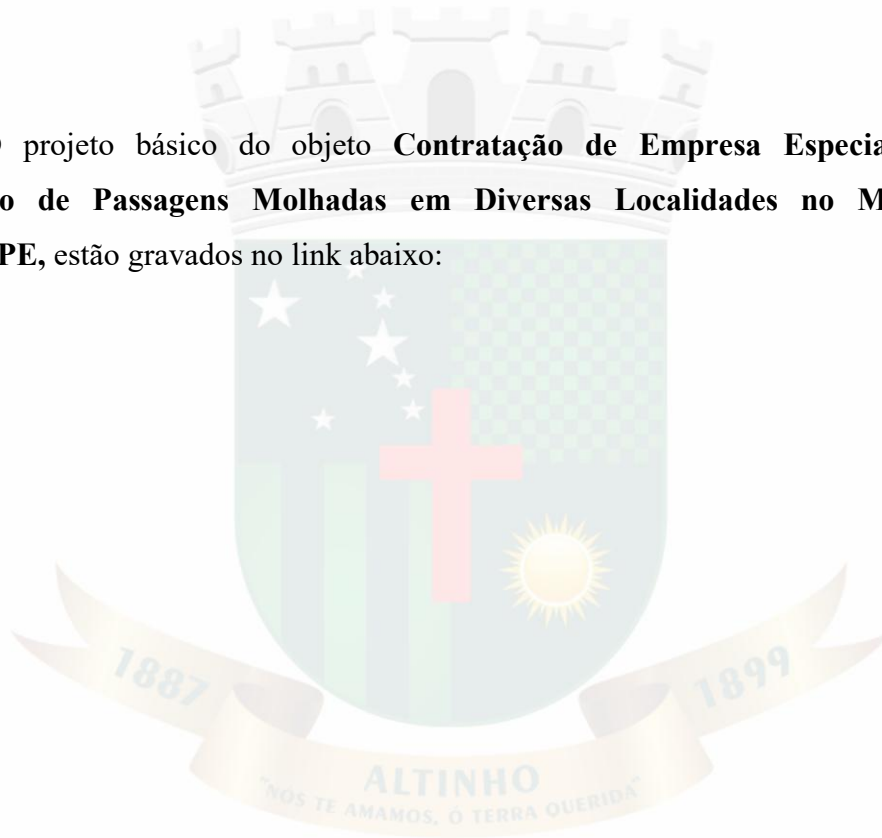 projeto básico do objeto Contratação de Empresa Especia
o de Passagens Molhadas em Diversas Localidades no M
PE, estão gravados no link abaixo:
1887
1899
ALTINHO
"NOS TE AMAMOS, Ó TERRA QUERIDA"